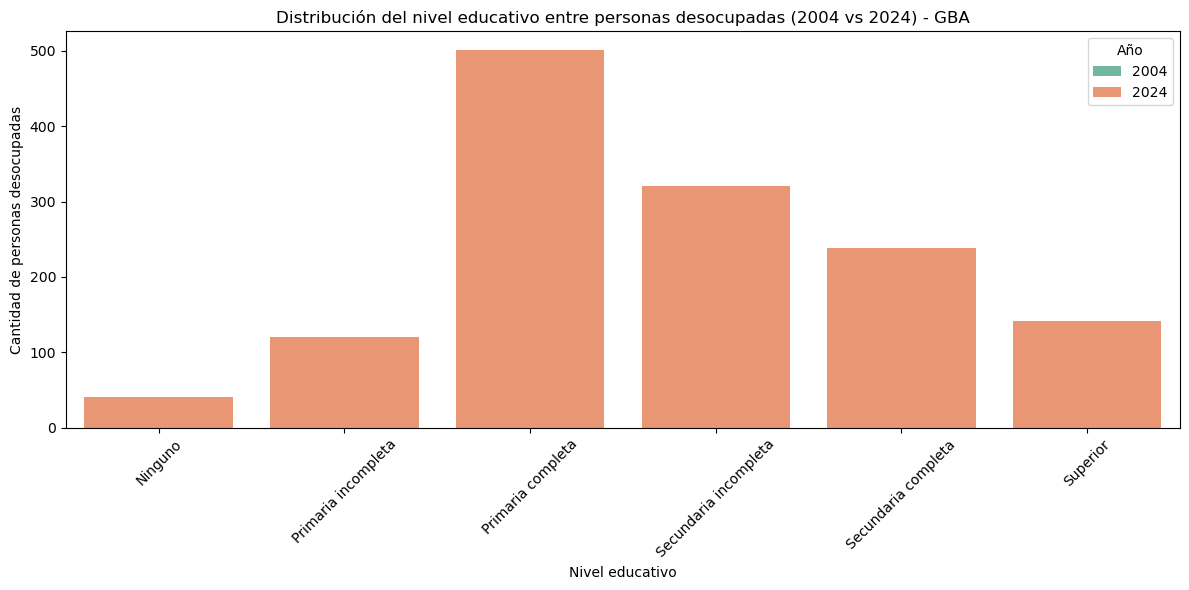 Distribución del nivel educativo entre personas desocupadas (2004 vs 2024) - GBA
Año
2004
2024
Cantidad de personas desocupadas
500
400
300
200
100
0
Ninguno
Primaria incompleta
Primaria completa
Secundaria incompleta
Secundaria completa
Superior
Nivel educativo